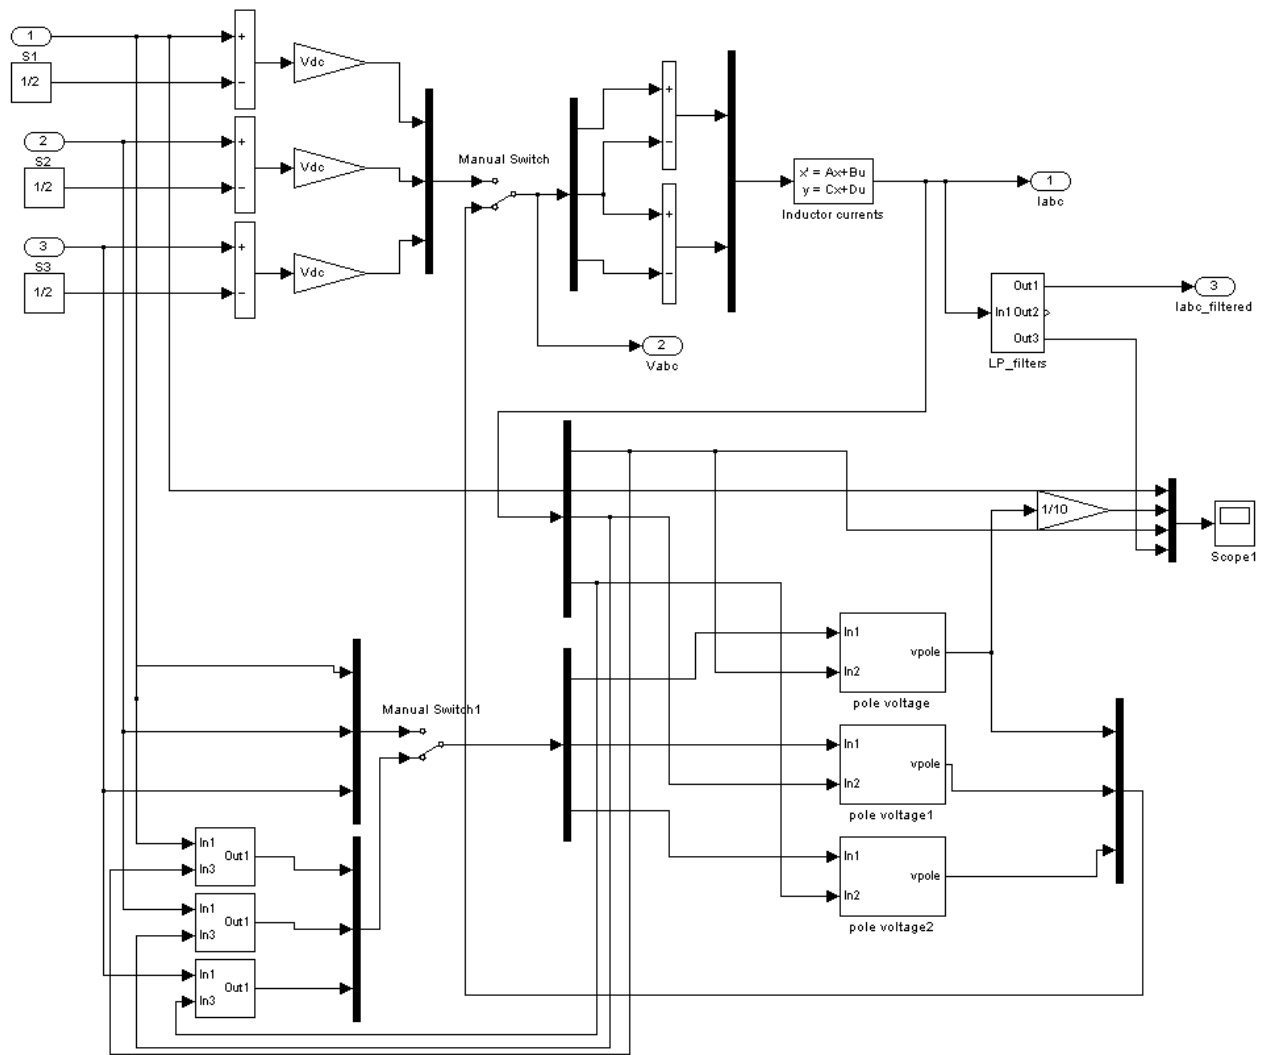 1
+
S1
1/2
−
Vdc
2
+
S2
1/2
−
Vdc
3
+
S3
1/2
−
Vdc
Manual Switch
+
−
+
−
x' = Ax+Bu
y = Cx+Du
Inductor currents
1
Iabc
2
Vabc
Out1
In1 Out2
Out3
LP_filters
3
Iabc_filtered
1/10
Scope1
In1
vpole
In2
pole voltage
In1
vpole
In2
pole voltage1
In1
vpole
In2
pole voltage2
Manual Switch1
In1
Out1
In3
In1
Out1
In3
In1
Out1
In3